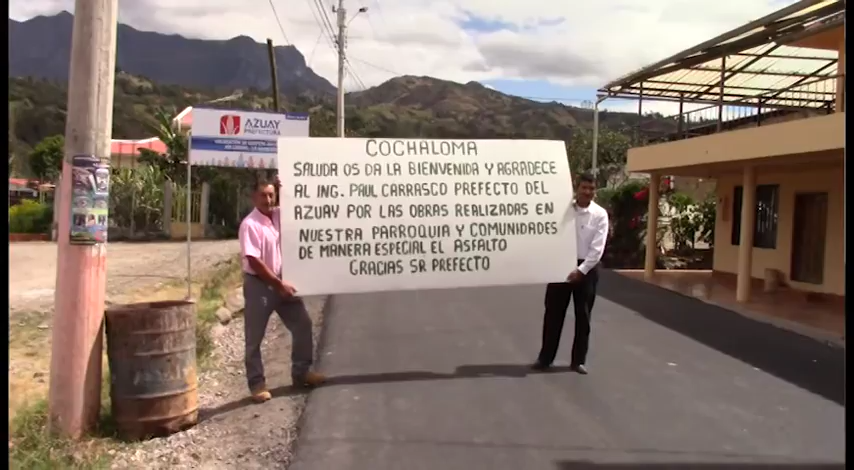 AZUAY
PREFECTURA
COCHALOMA
SALUDA OS DA LA BIENVENIDA Y AGRADECE
AL ING. PAUL CARRASCO PREFECTO DEL
AZUAY POR LAS OBRAS REALIZADAS EN
NUESTRA PARROQUIA Y COMUNIDADES
DE MANERA ESPECIAL EL ASFALTO
GRACIAS SR PREFECTO